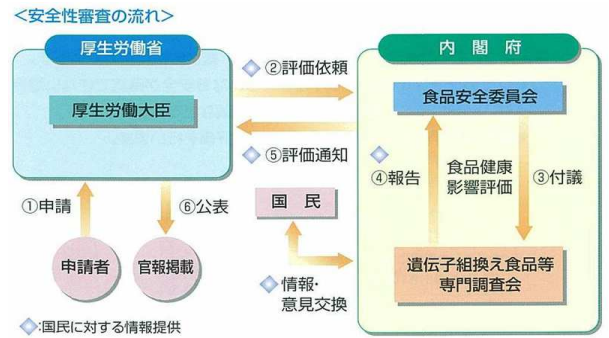 ＜安全性審査の流れ＞
厚生労働省
厚生労働大臣
②評価依頼
⑤評価通知
内閣府
食品安全委員会
④報告
食品健康
影響評価
③付議
遺伝子組換え食品等
専門調査会
①申請
⑥公表
申請者
官報掲載
国民
情報・
意見交換
:国民に対する情報提供